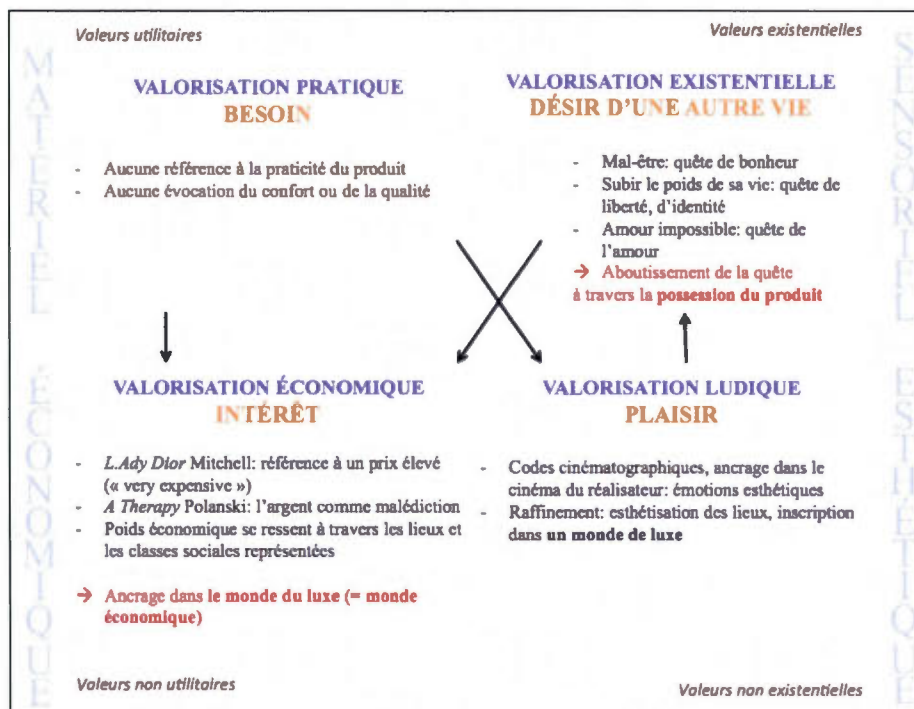 Valeurs utilitaires
Valeurs existentielles
MATÉRIEL ÉCONOMIQUE
VALORISATION PRATIQUE
BESOIN
- Aucune référence à la praticité du produit
- Aucune évocation du confort ou de la qualité
VALORISATION EXISTENTIELLE
DÉSIR D'UNE AUTRE VIE
- Mal-être: quête de bonheur
- Subir le poids de sa vie: quête de
liberté, d'identité
- Amour impossible: quête de
l'amour
→ Aboutissement de la quête
à travers la possession du produit
VALORISATION ÉCONOMIQUE
INTÉRÊT
- L.Ady Dior Mitchell: référence à un prix élevé
(« very expensive »)
- A Therapy Polanski: l'argent comme malédiction
- Poids économique se ressent à travers les lieux et
les classes sociales représentées
→ Ancrage dans le monde du luxe (= monde
économique)
VALORISATION LUDIQUE
PLAISIR
- Codes cinématographiques, ancrage dans le
cinéma du réalisateur: émotions esthétiques
- Raffinement: esthétisation des lieux, inscription
dans un monde de luxe
SENSORIEL ESTHÉTIQUE
Valeurs non utilitaires
Valeurs non existentielles